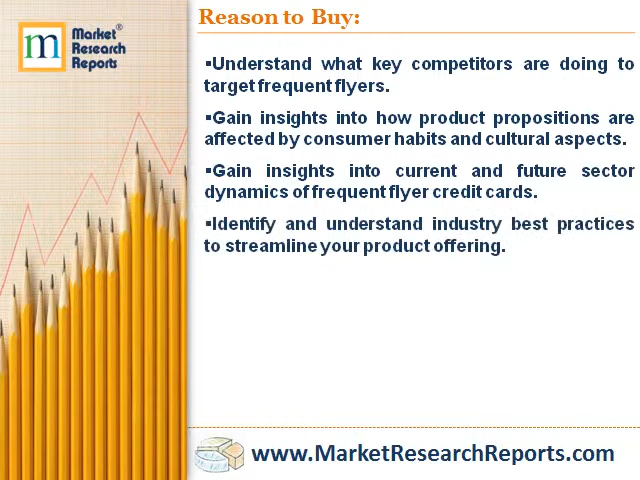 Market®
Research
Reports
m
Reason to Buy:
▪Understand what key competitors are doing to
target frequent flyers.
▪Gain insights into how product propositions are
affected by consumer habits and cultural aspects.
▪Gain insights into current and future sector
dynamics of frequent flyer credit cards.
▪Identify and understand industry best practices
to streamline your product offering.
www.MarketResearchReports.com